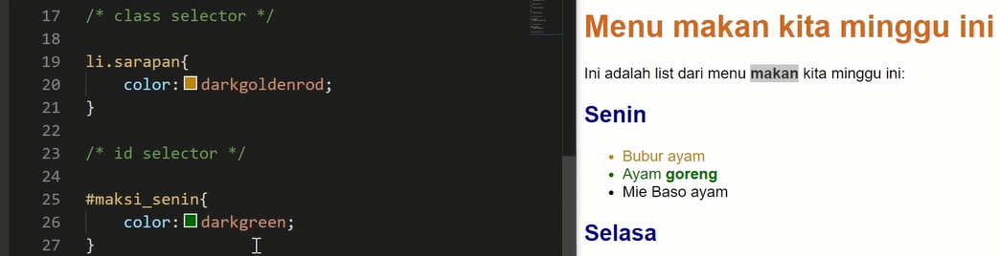 17 /* class selector */
18
19 li.sarapan{
20 color: darkgoldenrod;
21 }
22
23 /* id selector */
24
25 #maksi_senin{
26 color: darkgreen;
27 }
Menu makan kita minggu ini
Ini adalah list dari menu makan kita minggu ini:
Senin
• Bubur ayam
• Ayam goreng
• Mie Baso ayam
Selasa